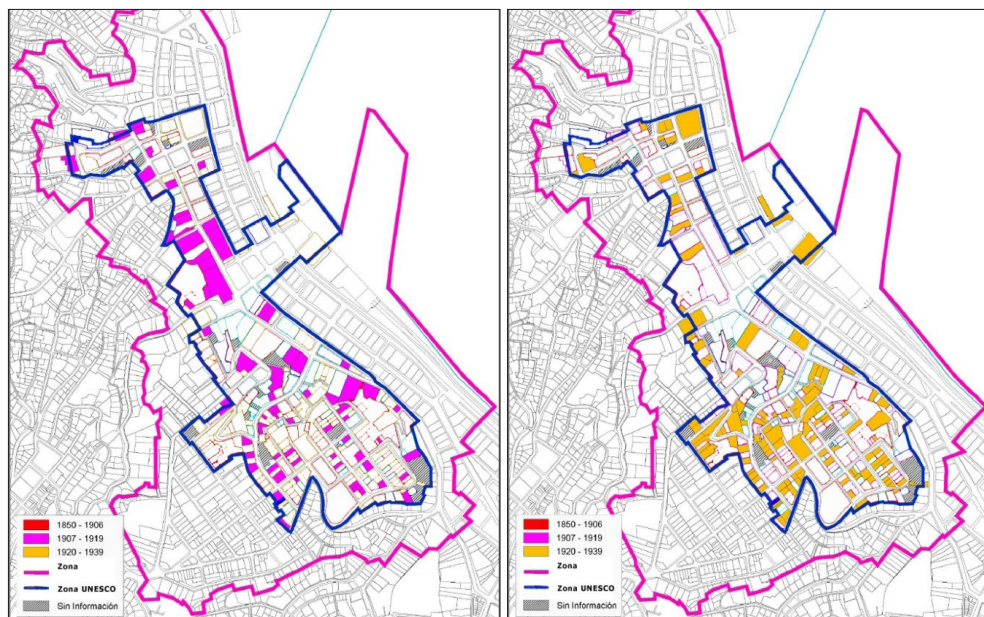 1850 - 1906
1907 - 1919
1920 - 1939
Zona
Zona UNESCO
Sin Información
1850 - 1906
1907 - 1919
1920 - 1939
Zona
Zona UNESCO
Sin Información